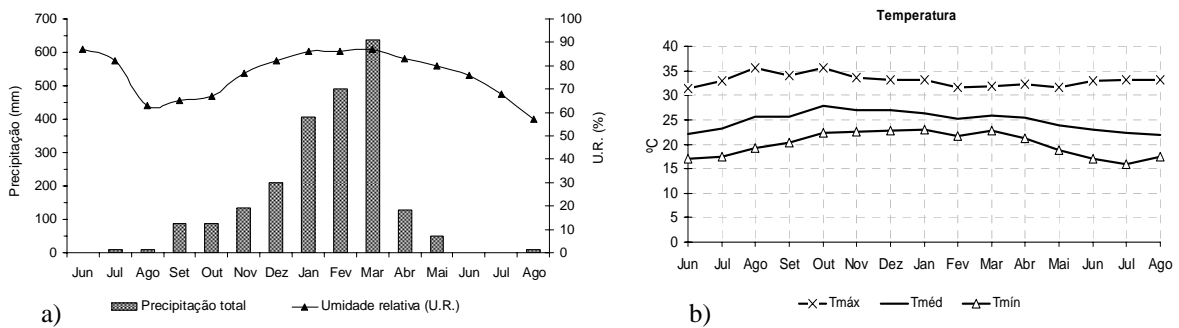 Precipitação (mm)
700
600
500
400
300
200
100
0
100
90
80
70
60
50
40
30
20
10
0
U.R. (%)
Jun Jul Ago Set Out Nov Dez Jan Fev Mar Abr Mai Jun Jul Ago
Precipitação total Umidade relativa (U.R.)
a)
Temperatura
ºC
40
35
30
25
20
15
10
5
0
Jun Jul Ago Set Out Nov Dez Jan Fev Mar Abr Mai Jun Jul Ago
Tmáx Tméd Tmín
b)